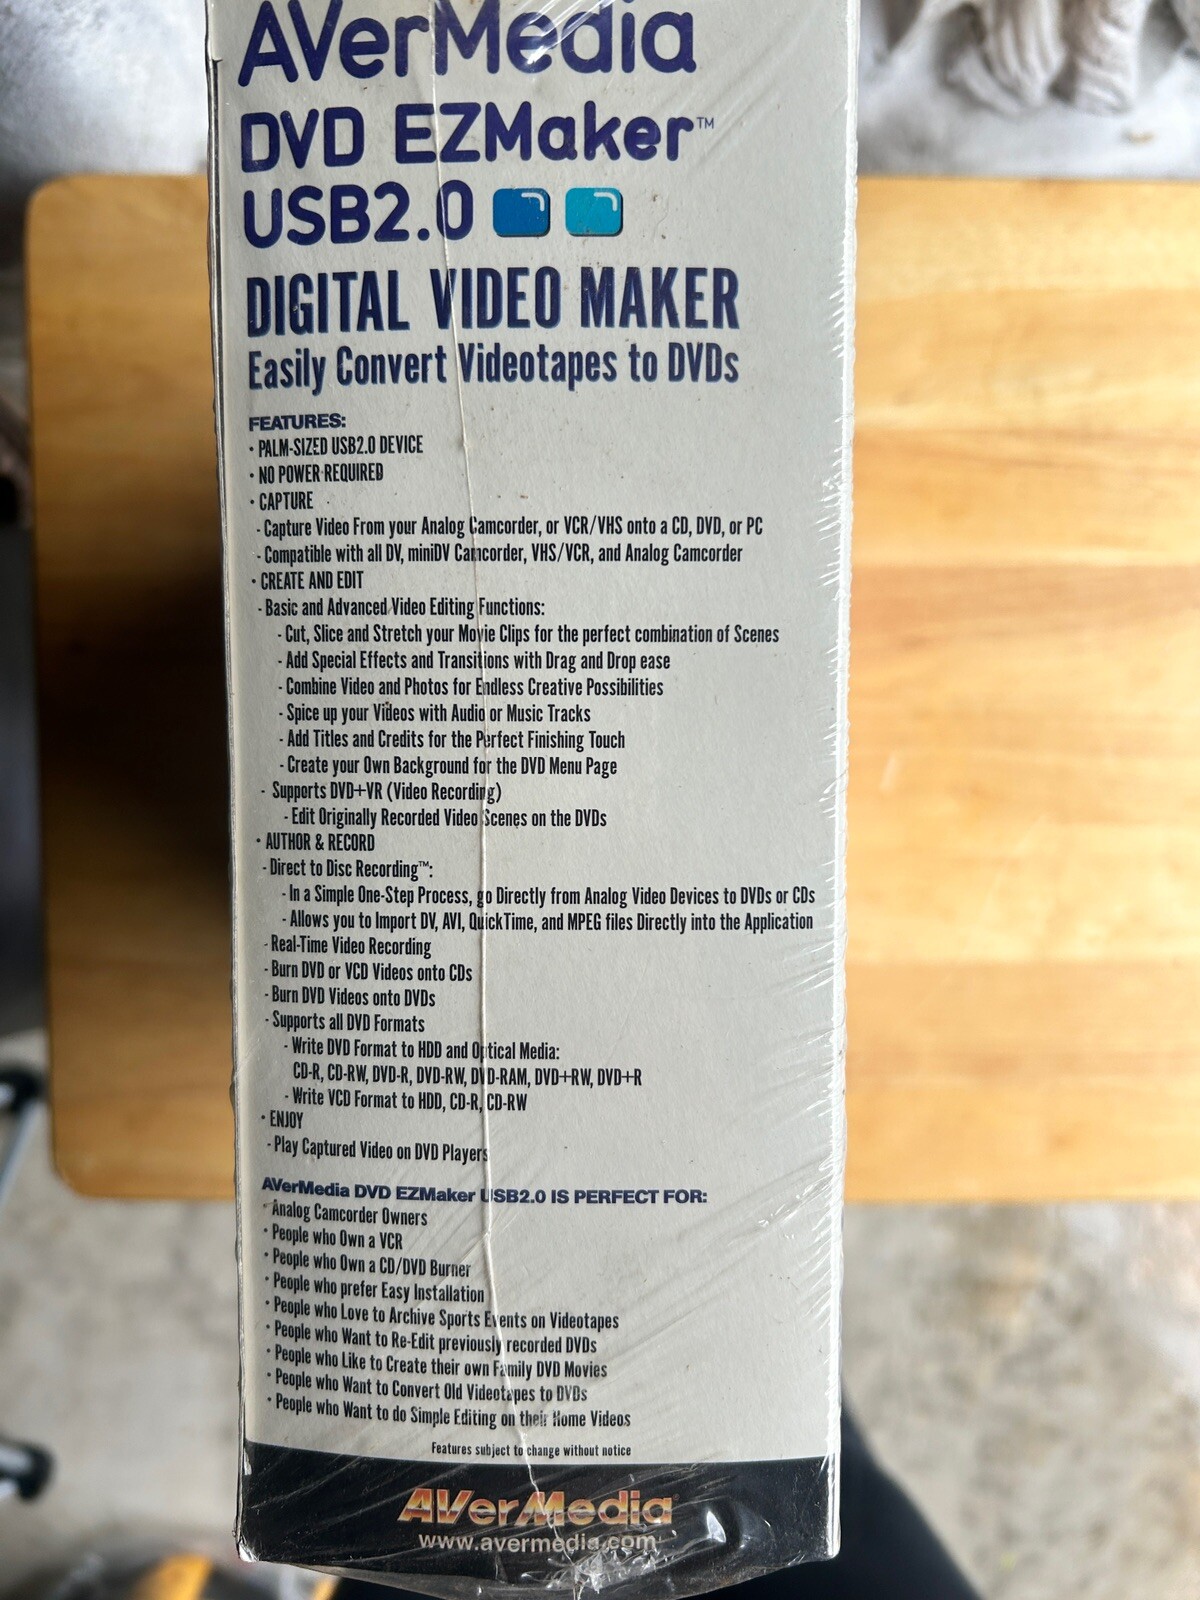 AVerMedia
DVD EZMaker™
USB2.0
DIGITAL VIDEO MAKER
Easily Convert Videotapes to DVDs
FEATURES:
• PALM-SIZED USB2.0 DEVICE
• NO POWER REQUIRED
• CAPTURE
- Capture Video From your Analog Camcorder, or VCR/VHS onto a CD, DVD, or PC
- Compatible with all DV, miniDV Camcorder, VHS/VCR, and Analog Camcorder
• CREATE AND EDIT
- Basic and Advanced Video Editing Functions:
- Cut, Slice and Stretch your Movie Clips for the perfect combination of Scenes
- Add Special Effects and Transitions with Drag and Drop ease
- Combine Video and Photos for Endless Creative Possibilities
- Spice up your Videos with Audio or Music Tracks
- Add Titles and Credits for the Perfect Finishing Touch
- Create your Own Background for the DVD Menu Page
- Supports DVD+VR (Video Recording)
- Edit Originally Recorded Video Scenes on the DVDs
• AUTHOR & RECORD
- Direct to Disc Recording™:
- In a Simple One-Step Process, go Directly from Analog Video Devices to DVDs or CDs
- Allows you to Import DV, AVI, QuickTime, and MPEG files Directly into the Application
- Real-Time Video Recording
- Burn DVD or VCD Videos onto CDs
- Burn DVD Videos onto DVDs
- Supports all DVD Formats
- Write DVD Format to HDD and Optical Media:
CD-R, CD-RW, DVD-R, DVD-RW, DVD-RAM, DVD+RW, DVD+R
- Write VCD Format to HDD, CD-R, CD-RW
• ENJOY
- Play Captured Video on DVD Players
AVerMedia DVD EZMaker USB2.0 IS PERFECT FOR:
• Analog Camcorder Owners
• People who Own a VCR
• People who Own a CD/DVD Burner
• People who prefer Easy Installation
• People who Love to Archive Sports Events on Videotapes
• People who Want to Re-Edit previously recorded DVDs
• People who Like to Create their own Family DVD Movies
• People who Want to Convert Old Videotapes to DVDs
• People who Want to do Simple Editing on their Home Videos
Features subject to change without notice
AVerMedia®
www.avermedia.com